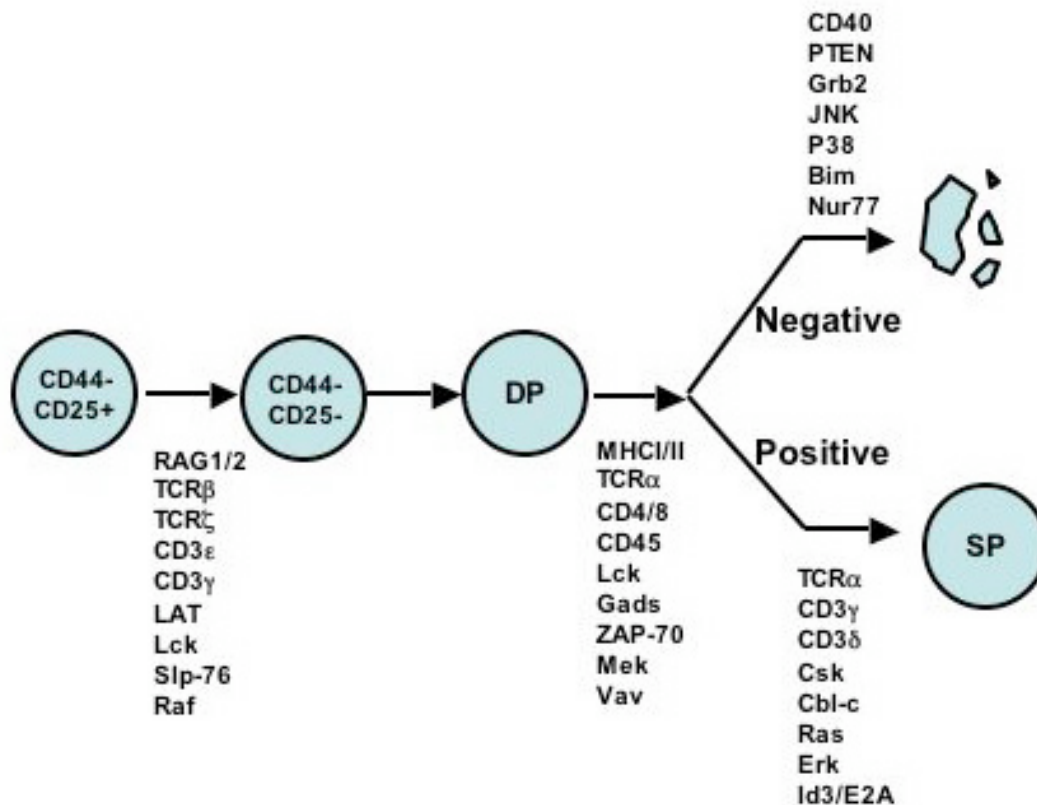 CD40
PTEN
Grb2
JNK
P38
Bim
Nur77
Negative
CD44-
CD25+
CD44-
CD25-
DP
RAG1/2
TCRβ
TCRζ
CD3ε
CD3γ
LAT
Lck
Slp-76
Raf
MHCI/II
TCRα
CD4/8
CD45
Lck
Gads
ZAP-70
Mek
Vav
Positive
SP
TCRα
CD3γ
CD3δ
Csk
Cbl-c
Ras
Erk
Id3/E2A